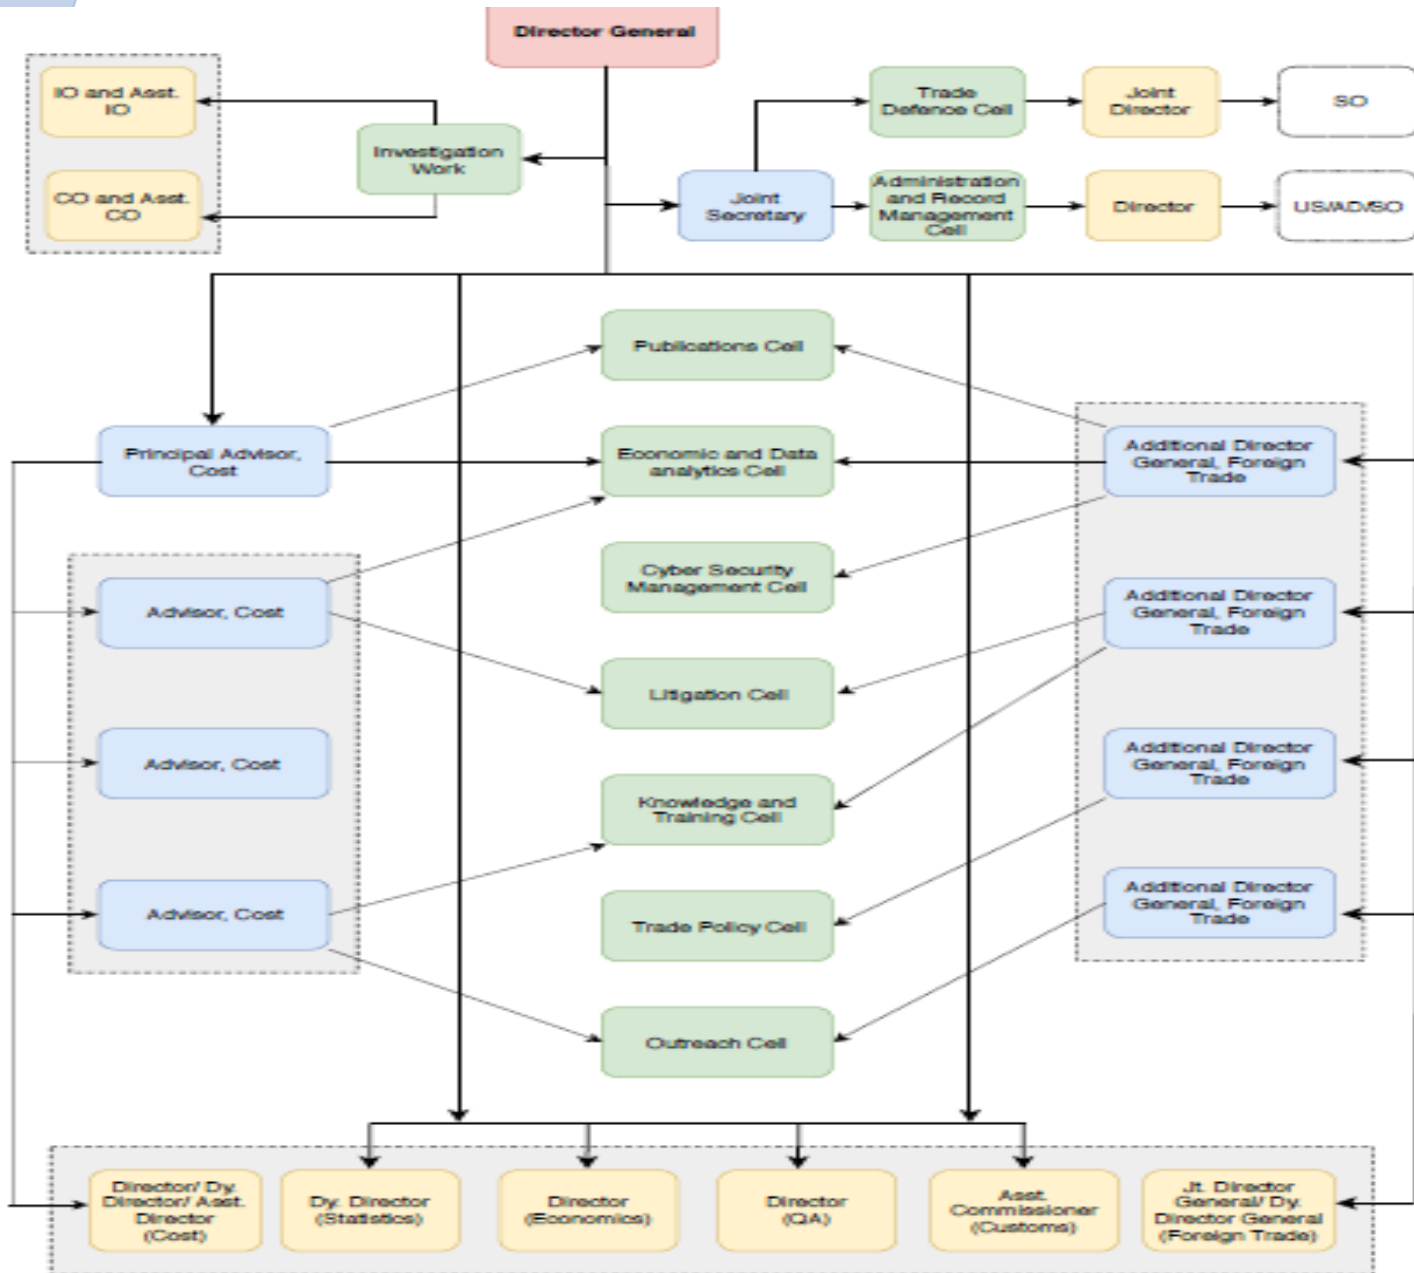 Director General
IO and Asst.
IO
Trade
Defence Cell
Joint
Director
SO
Investigation
Work
CO and Asst.
CO
Joint
Secretary
Administration
and Record
Management
Cell
Director
US/AD/SO
Publications Cell
Principal Advisor,
Cost
Economic and Data
analytics Cell
Additional Director
General, Foreign
Trade
Cyber Security
Management Cell
Advisor, Cost
Additional Director
General, Foreign
Trade
Litigation Cell
Advisor, Cost
Additional Director
General, Foreign
Trade
Knowledge and
Training Cell
Advisor, Cost
Additional Director
General, Foreign
Trade
Trade Policy Cell
Outreach Cell
Director/ Dy.
Director/ Asst.
Director
(Cost)
Dy. Director
(Statistics)
Director
(Economics)
Director
(QA)
Asst.
Commissioner
(Customs)
Jt. Director
General/ Dy.
Director General
(Foreign Trade)